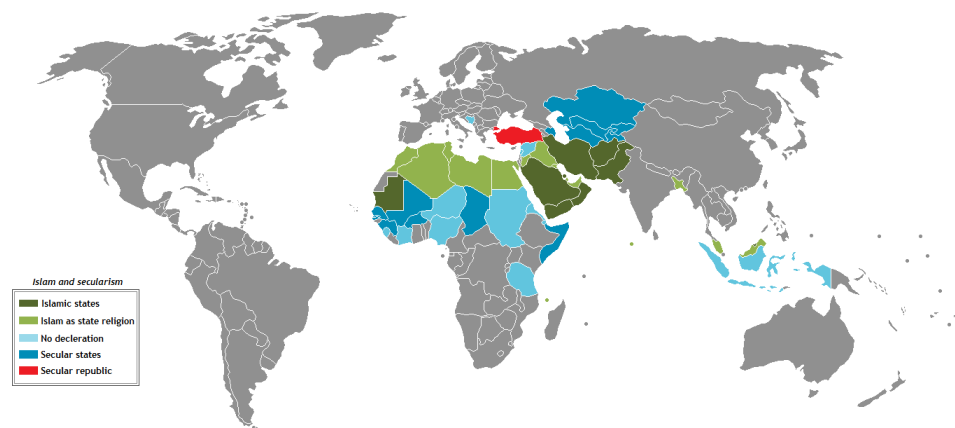 Islam and secularism
Islamic states
Islam as state religion
No decleration
Secular states
Secular republic